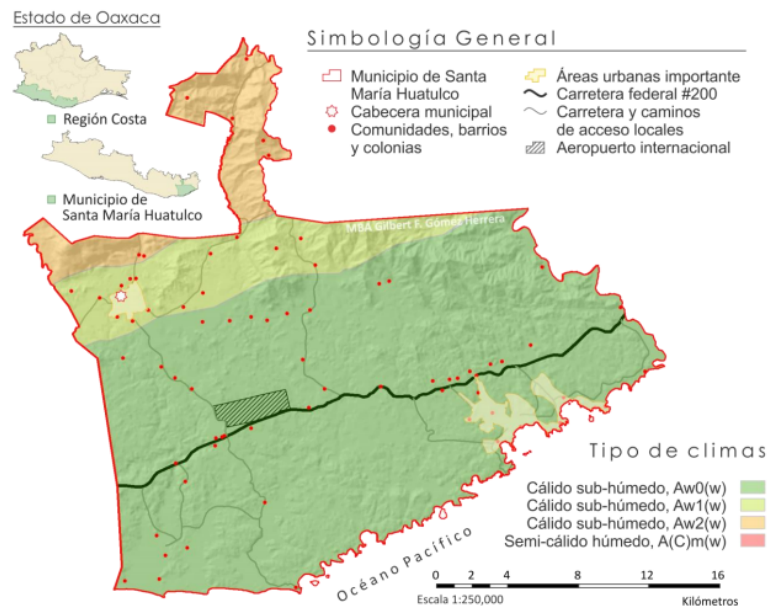 Estado de Oaxaca
Región Costa
Municipio de
Santa María Huatulco
Simbología General
Municipio de Santa
María Huatulco
Cabecera municipal
Comunidades, barrios
y colonias
Áreas urbanas importante
Carretera federal #200
Carretera y caminos
de acceso locales
Aeropuerto internacional
MBA Gilbert F. Gómez Herrera
Océano Pacífico
Tipo de climas
Cálido sub-húmedo, Aw0(w)
Cálido sub-húmedo, Aw1(w)
Cálido sub-húmedo, Aw2(w)
Semi-cálido húmedo, A(C)m(w)
0 2 4 8 12 16
Escala 1:250,000 Kilómetros